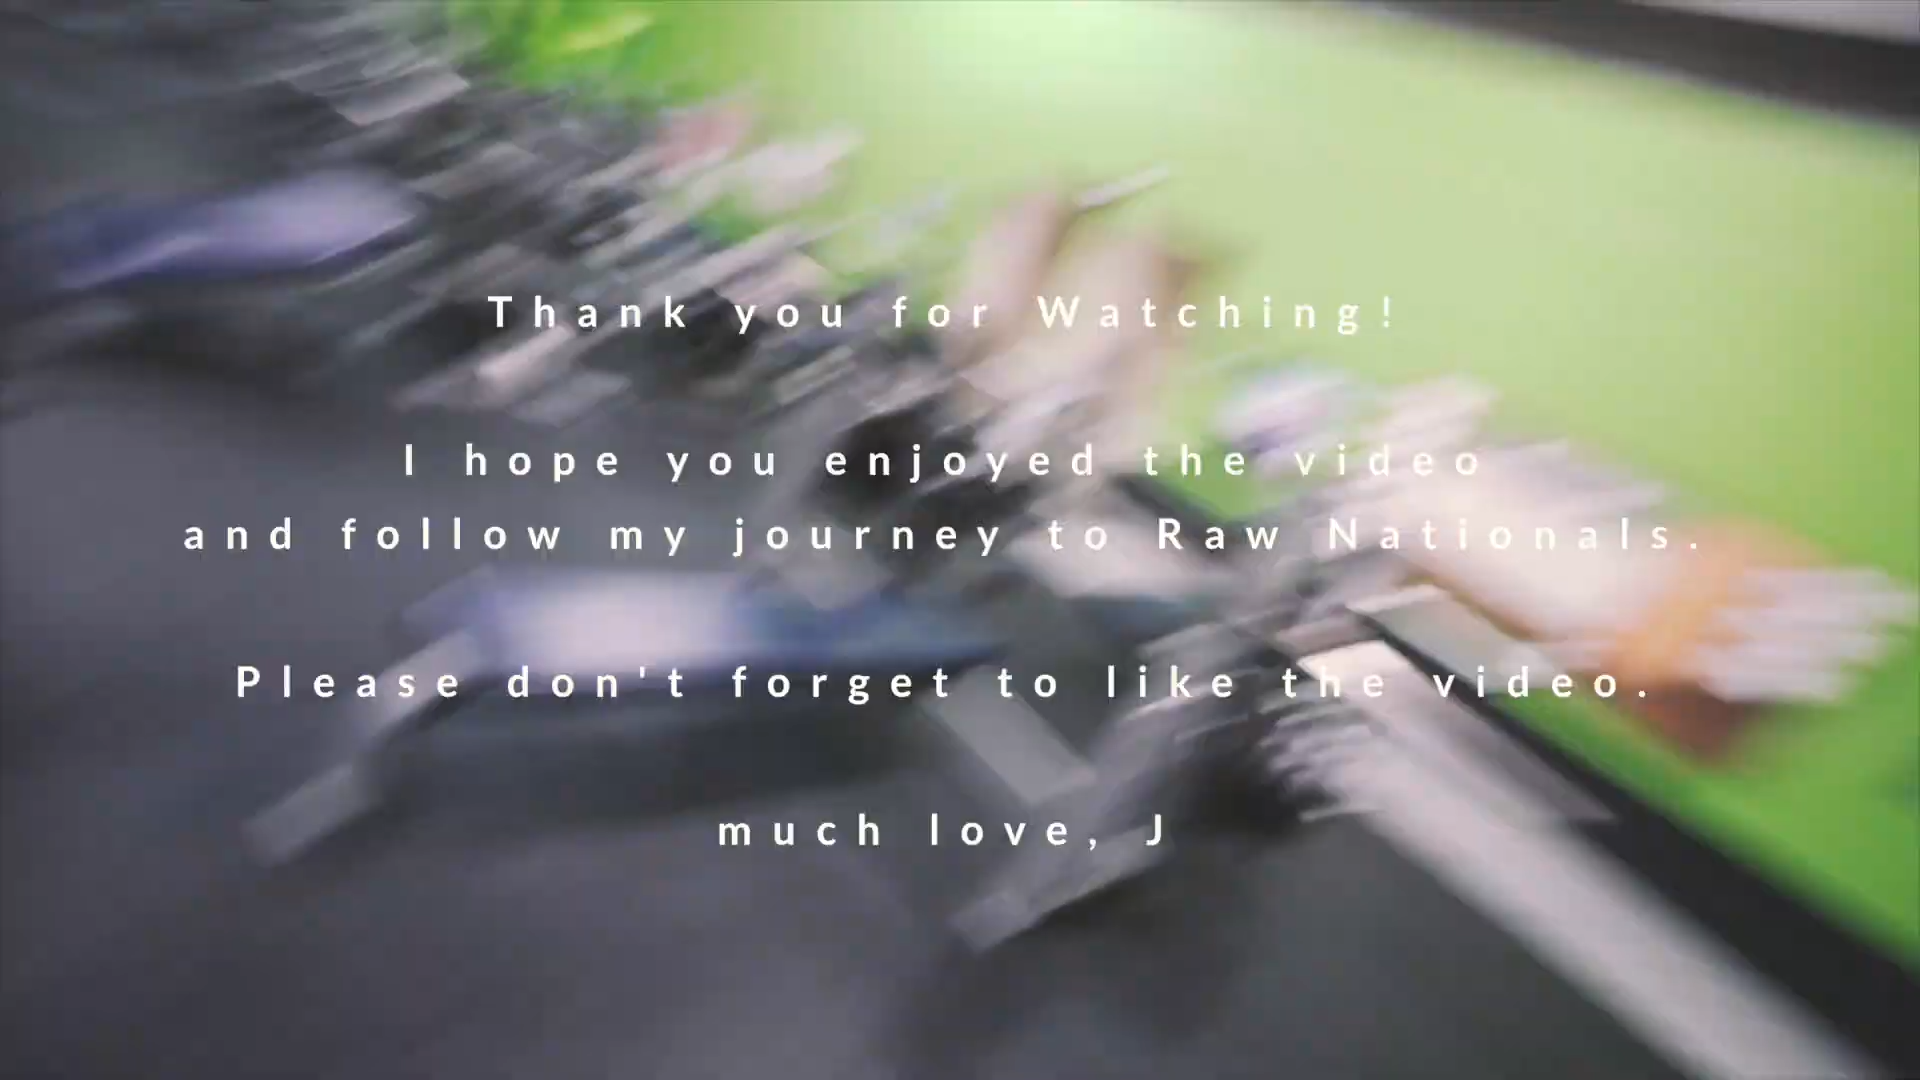 Thank you for Watching!
I hope you enjoyed the video
and follow my journey to Raw Nationals.
Please don't forget to like the video.
much love, J